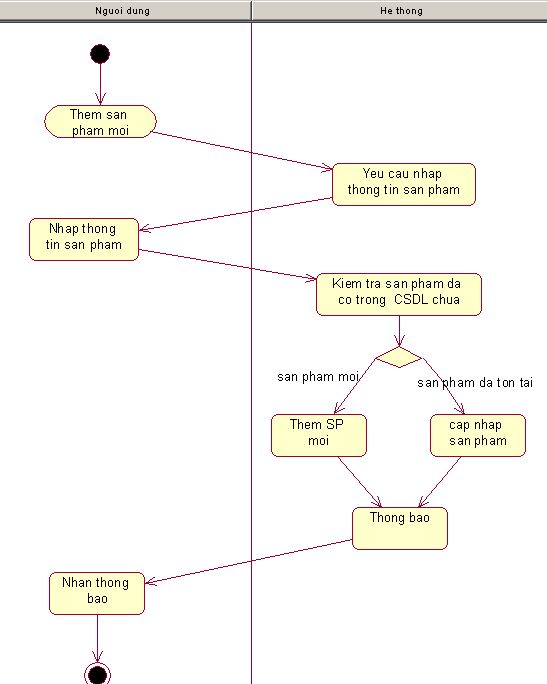 Nguoi dung
He thong
Them san
pham moi
Yeu cau nhap
thong tin san pham
Nhap thong
tin san pham
Kiem tra san pham da
co trong CSDL chua
san pham moi
san pham da ton tai
Them SP
moi
cap nhap
san pham
Thong bao
Nhan thong
bao